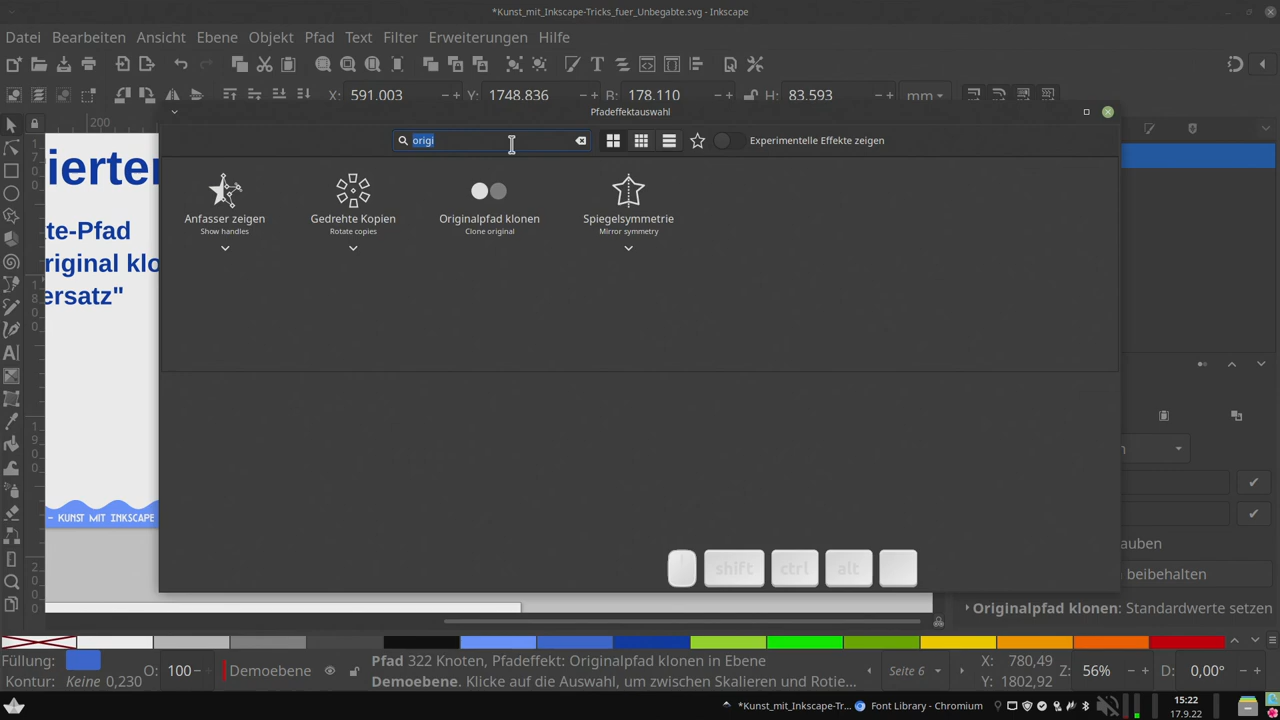 *Kunst_mit_Inkscape-Tricks_fuer_Unbegabte.svg - Inkscape
Datei Bearbeiten Ansicht Ebene Objekt Pfad Text Filter Erweiterungen Hilfe
X: 591,003 Y: 1748,836 B: 178,110 H: 83,593 mm
Pfadeffektauswahl
200
origi
Experimentelle Effekte zeigen
ierter
te-Pfad
riginal klo
ersatz"
Anfasser zeigen
Show handles
Gedrehte Kopien
Rotate copies
Originalpfad klonen
Clone original
Spiegelsymmetrie
Mirror symmetry
– KUNST MIT INKSCAPE
shift ctrl alt
auben
beibehalten
Originalpfad klonen: Standardwerte setzen
Füllung:
Kontur: Keine 0,230
O: 100
Demoebene
Pfad 322 Knoten, Pfadeffekt: Originalpfad klonen in Ebene
Demoebene. Klicke auf die Auswahl, um zwischen Skalieren und Rotie...
Seite 6
X: 780,49
Y: 1802,92
Z: 56%
D: 0,00°
*Kunst_mit_Inkscape-Tr...
Font Library - Chromium
15:22
17.9.22